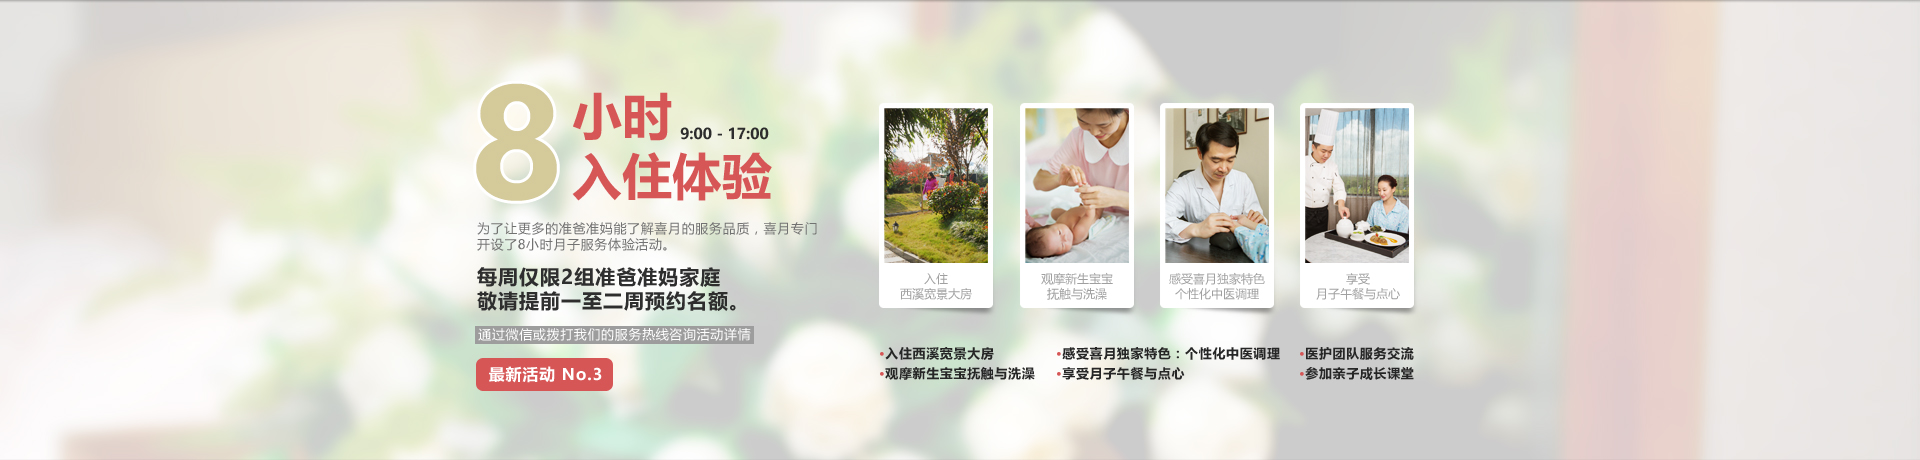 8小时 9:00 - 17:00
入住体验
为了让更多的准爸准妈能了解喜月的服务品质，喜月专门
开设了8小时月子服务体验活动。
每周仅限2组准爸准妈家庭
敬请提前一至二周预约名额。
通过微信或拨打我们的服务热线咨询活动详情
最新活动 No.3
入住
西溪宽景大房
观摩新生宝宝
抚触与洗澡
感受喜月独家特色
个性化中医调理
享受
月子午餐与点心
•入住西溪宽景大房
•观摩新生宝宝抚触与洗澡
•感受喜月独家特色：个性化中医调理
•享受月子午餐与点心
•医护团队服务交流
•参加亲子成长课堂